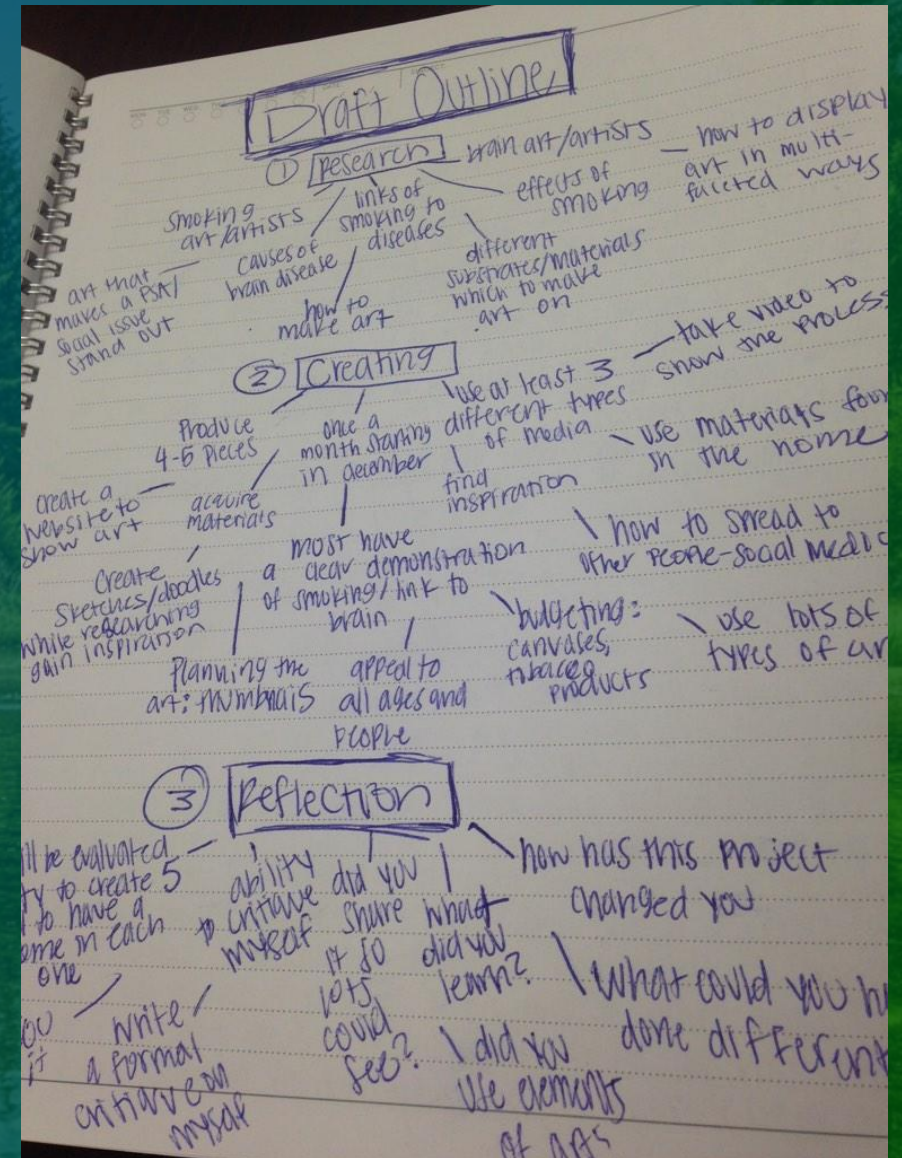 Draft Outline
① Research
brain art/artists
how to display
art in multi-
faceted ways
effects of
smoking
links of
smoking to
diseases
smoking
art/artists
causes of
brain disease
different
substrates/materials
which to make
art on
art that
makes a PSA/
social issue
stand out
how to
make art
② Creating
use at least 3
different types
of media
take video to
show the process
Produce
4-5 pieces
once a
month starting
in december
use materials
in the home
find
inspiration
create a
website to
show art
acquire
materials
how to spread to
other people-social
most have
a clear demonstration
of smoking/link to
brain
Create
sketches/doodles
while researching
gain inspiration
budgeting:
canvases,
tobacco
products
use lots of
types of
Planning the
art: thumbnails
appeal to
all ages and
people
③ Reflection
be evaluated
to create 5
to have a
in each
one
ability
to critique
myself
did you
share
it so
lots
could
see?
what
did you
learn?
how has this project
changed you
what could you
done different
write
a formal
critique on
myself
did you
use elements
of arts